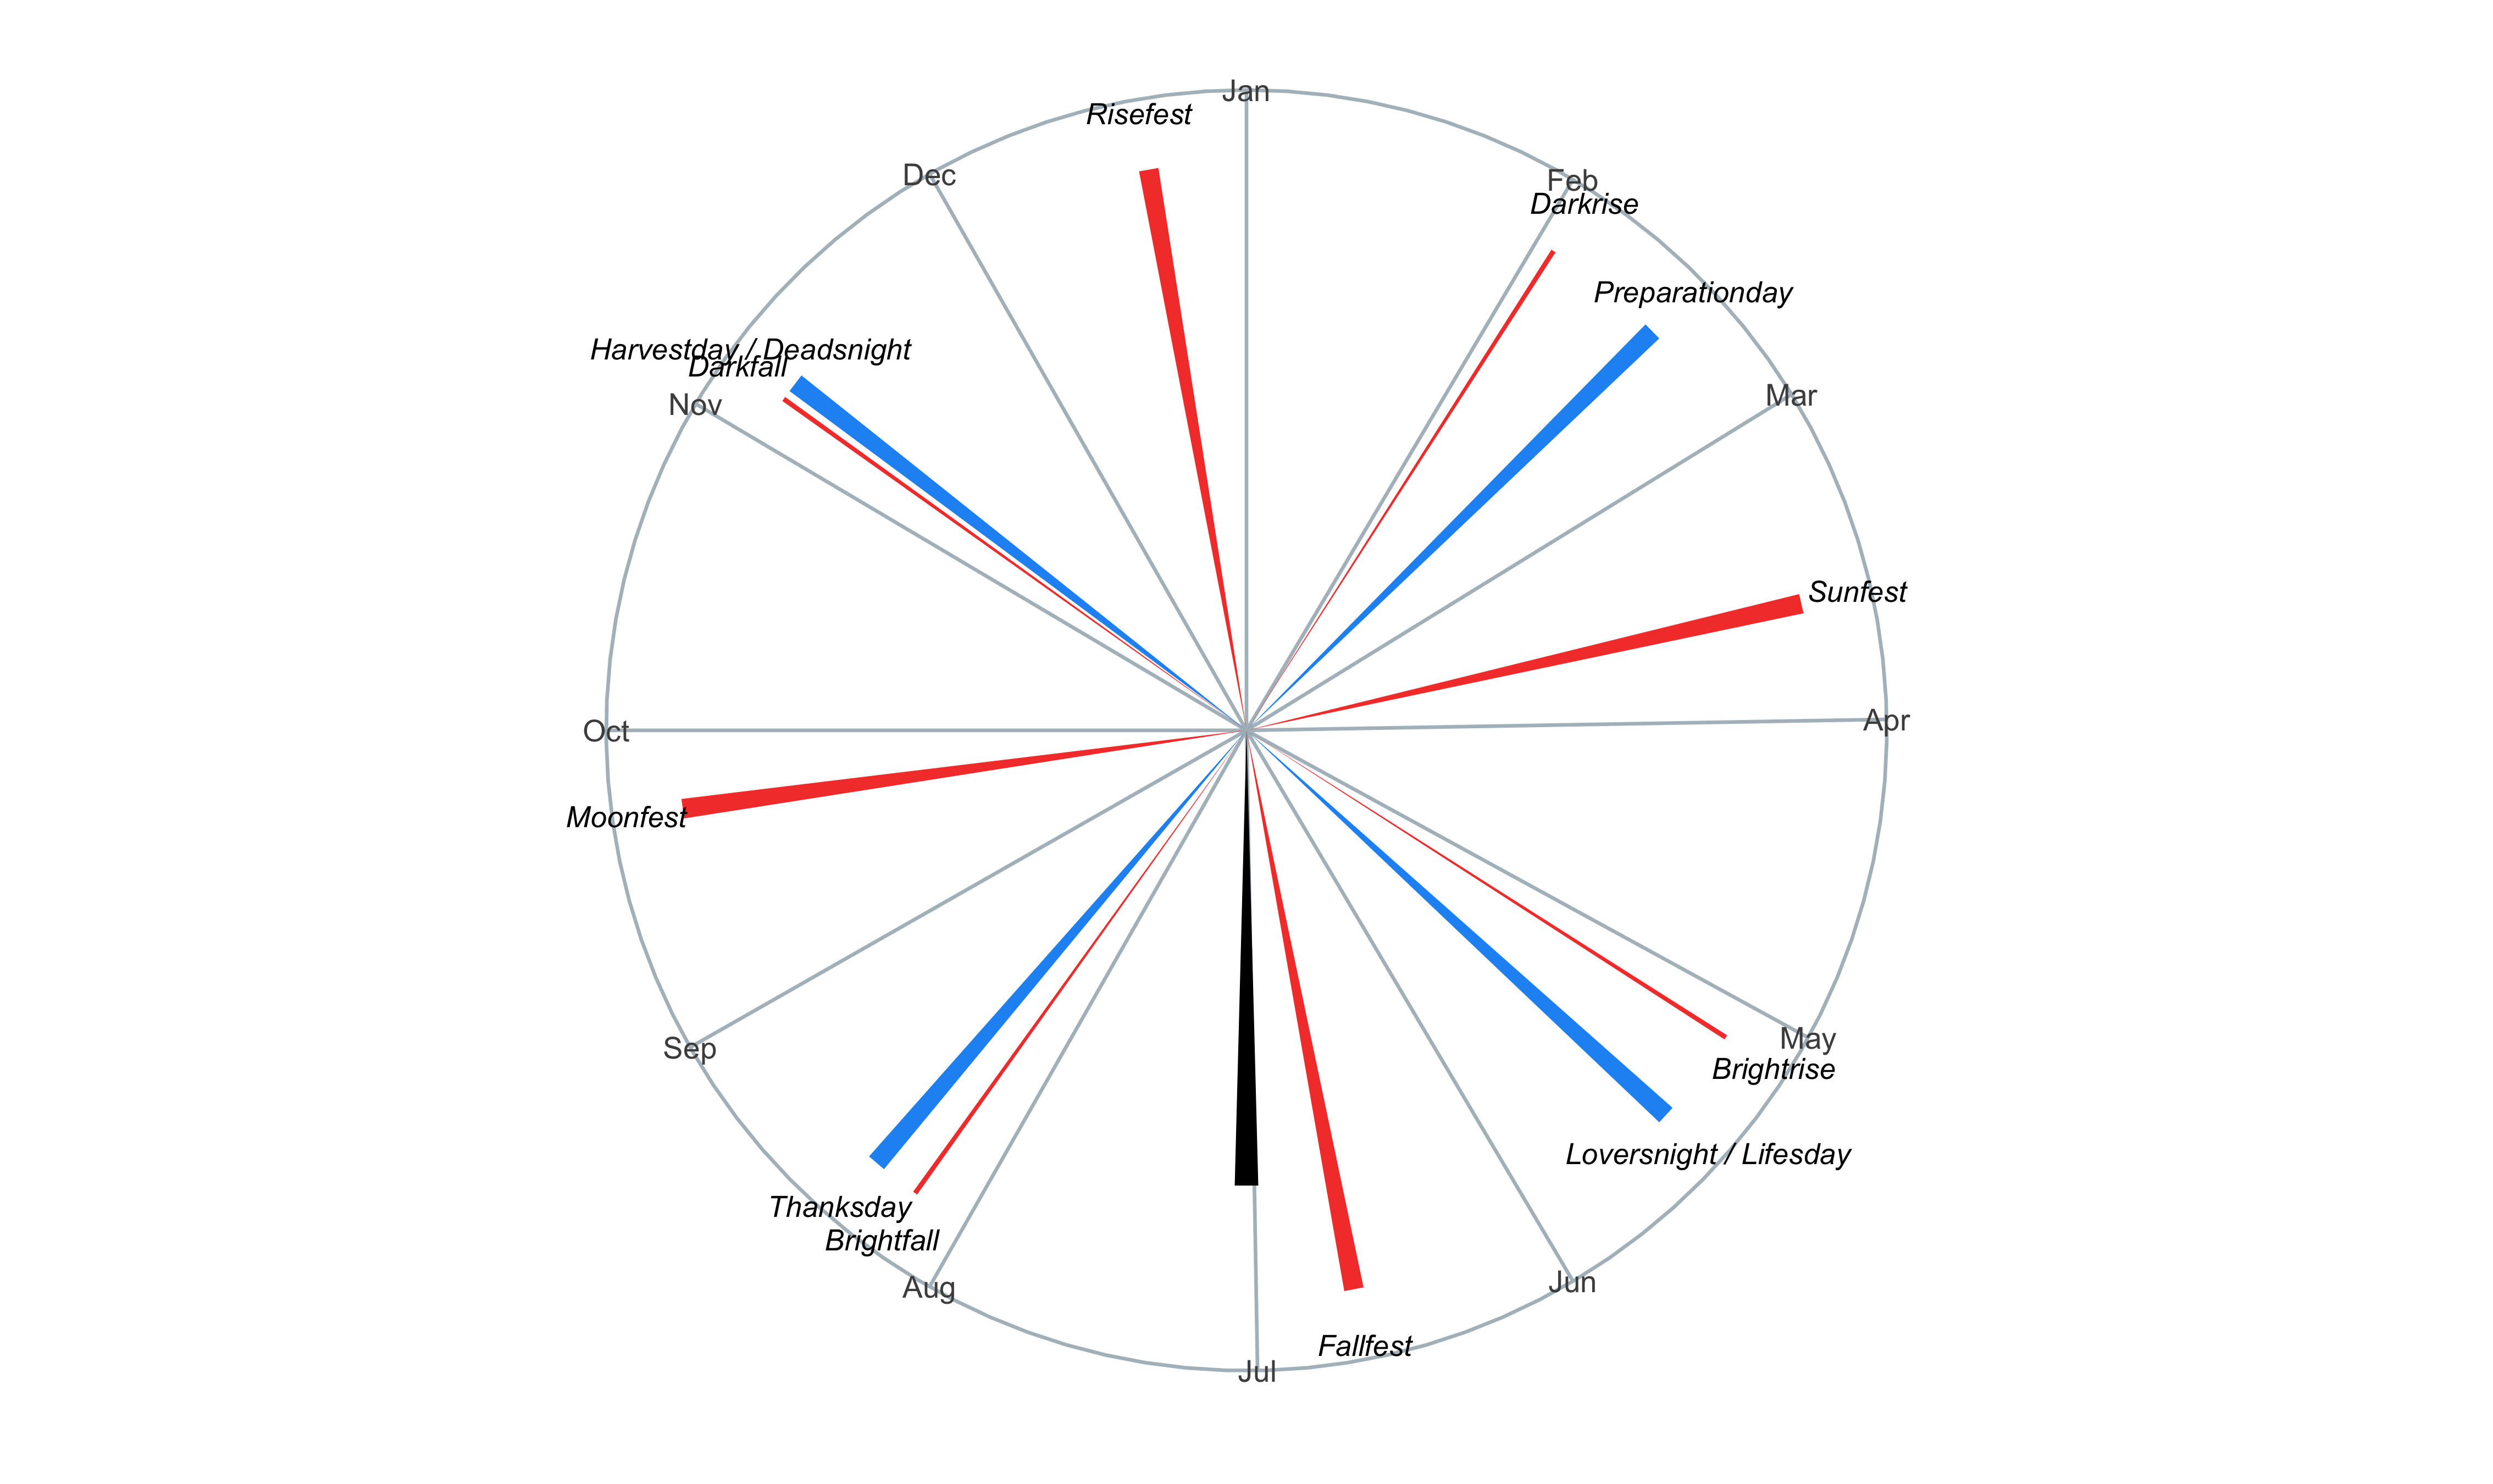 Jan
Risefest
Dec
Feb
Darkrise
Preparationday
Harvestday / Deadsnight
Darkfall
Mar
Nov
Sunfest
Apr
Oct
Moonfest
May
Sep
Brightrise
Loversnight / Lifesday
Thanksday
Brightfall
Jun
Aug
Fallfest
Jul